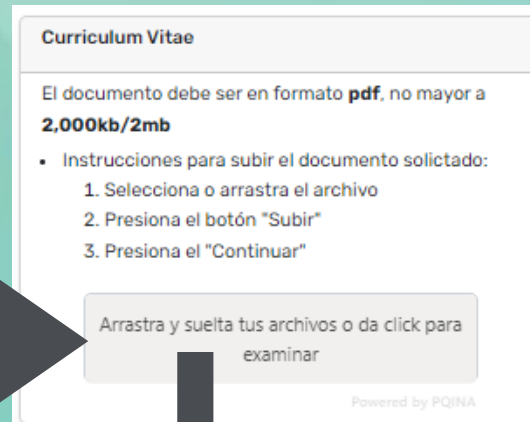 Curriculum Vitae
El documento debe ser en formato pdf, no mayor a
2,000kb/2mb
• Instrucciones para subir el documento solictado:
1. Selecciona o arrastra el archivo
2. Presiona el botón "Subir"
3. Presiona el "Continuar"
Arrastra y suelta tus archivos o da click para
examinar
Powered by PQINA